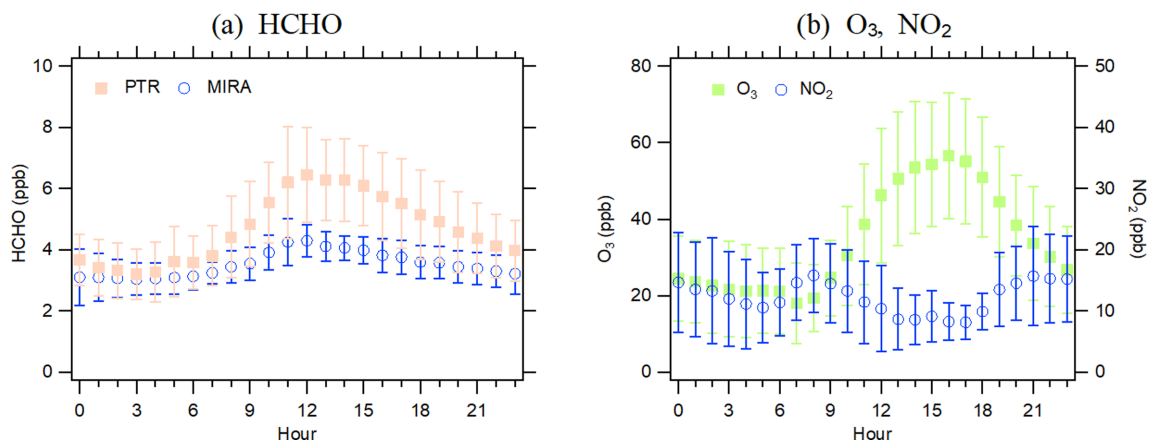 (a) HCHO
10
8
6
4
2
0
HCHO (ppb)
PTR MIRA
0 3 6 9 12 15 18 21
Hour
(b) O₃, NO₂
80
60
40
20
0
O₃ (ppb)
O₃ NO₂
50
40
30
20
10
0
NO₂ (ppb)
0 3 6 9 12 15 18 21
Hour